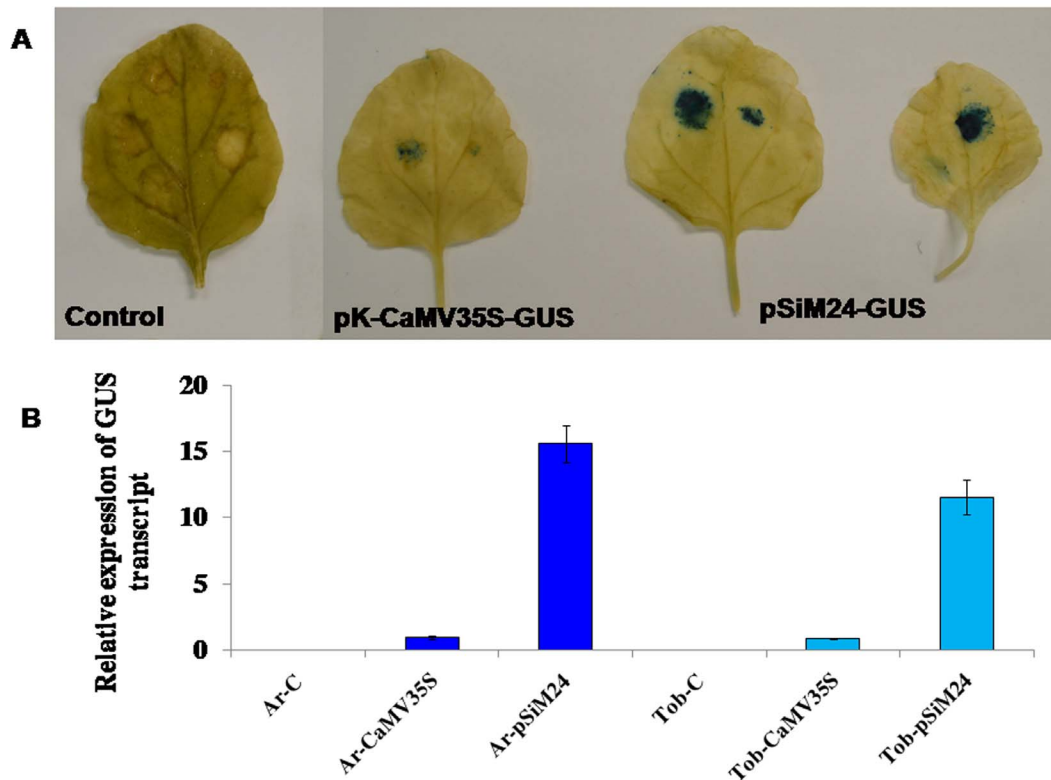 A
Control
pK-CaMV35S-GUS
pSiM24-GUS
B
Relative expression of GUS
transcript
20
15
10
5
0
Ar-C
Ar-CaMV35S
Ar-pSiM24
Tob-C
Tob-CaMV35S
Tob-pSiM24